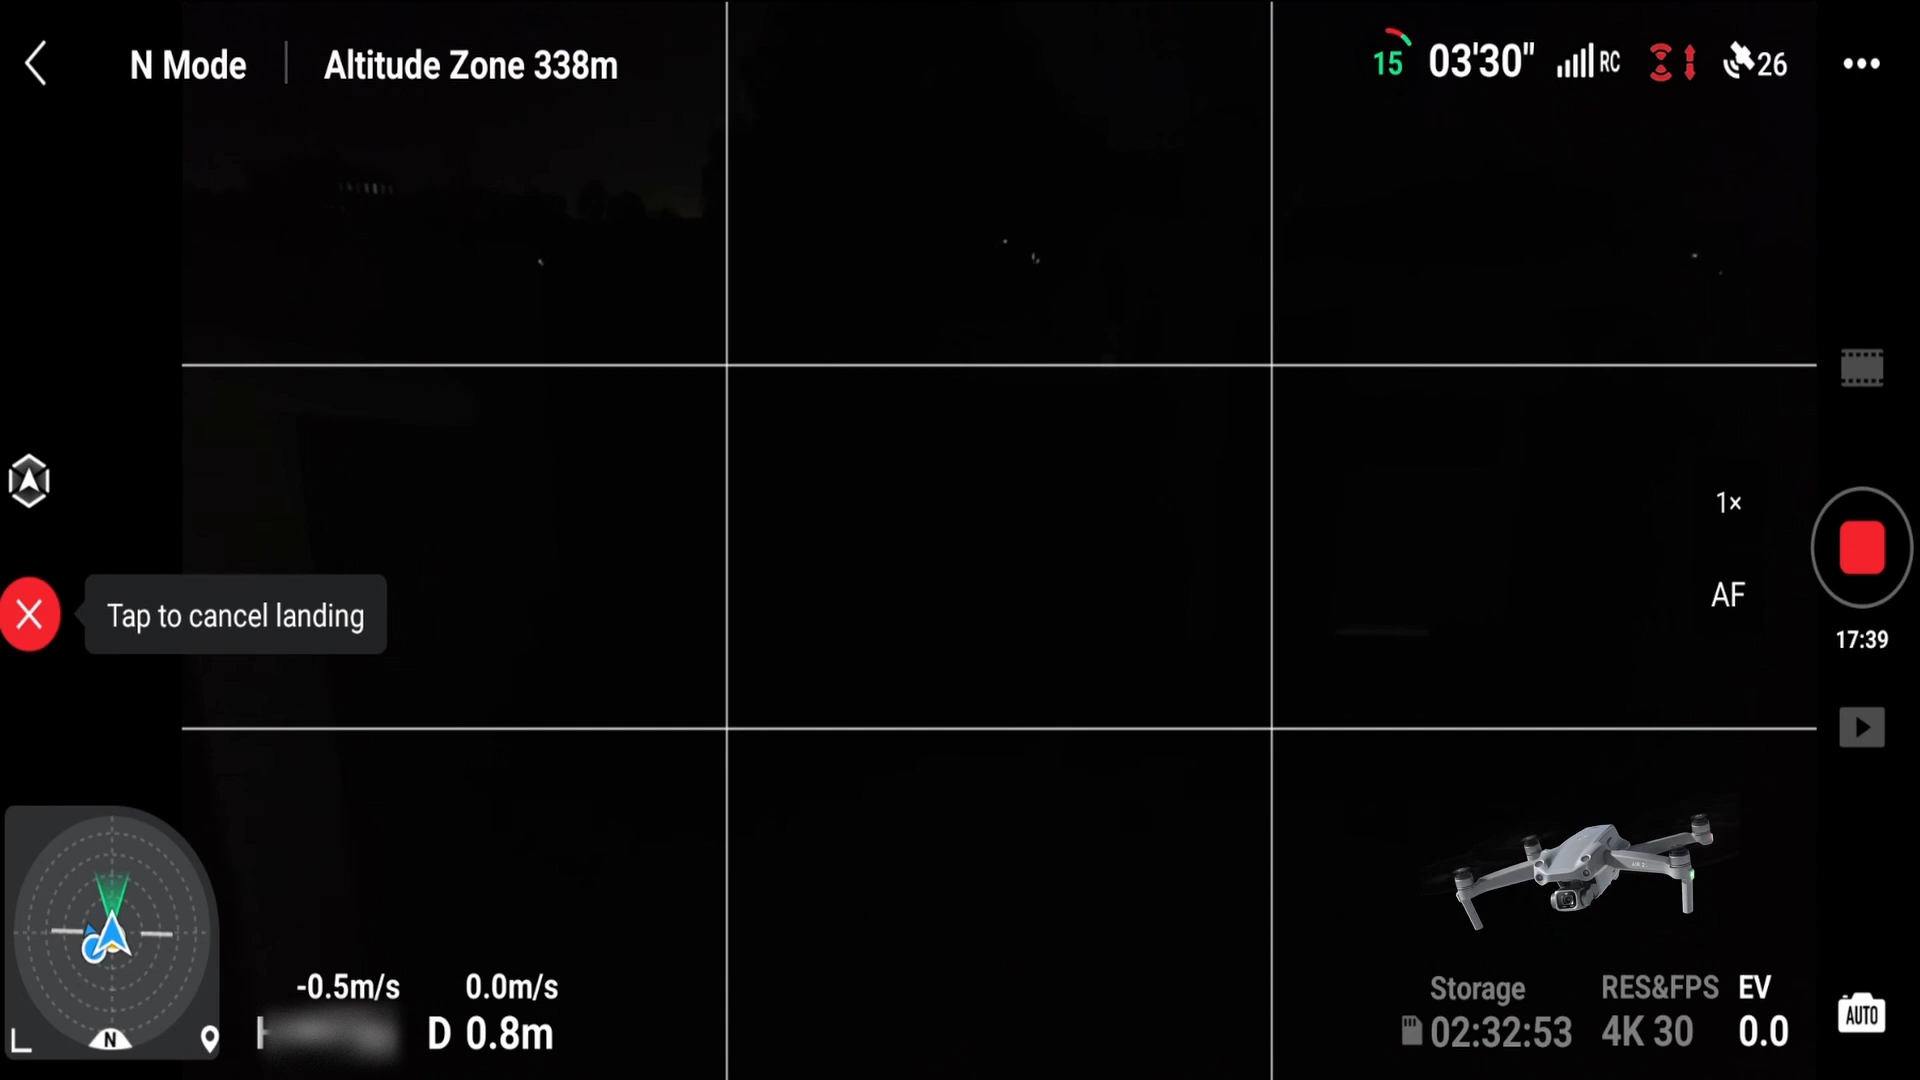 N Mode
Altitude Zone 338m
15
03'30"
RC
26
1×
AF
Tap to cancel landing
17:39
N
-0.5m/s
0.0m/s
D 0.8m
Storage
02:32:53
RES&FPS
4K 30
EV
0.0
AUTO